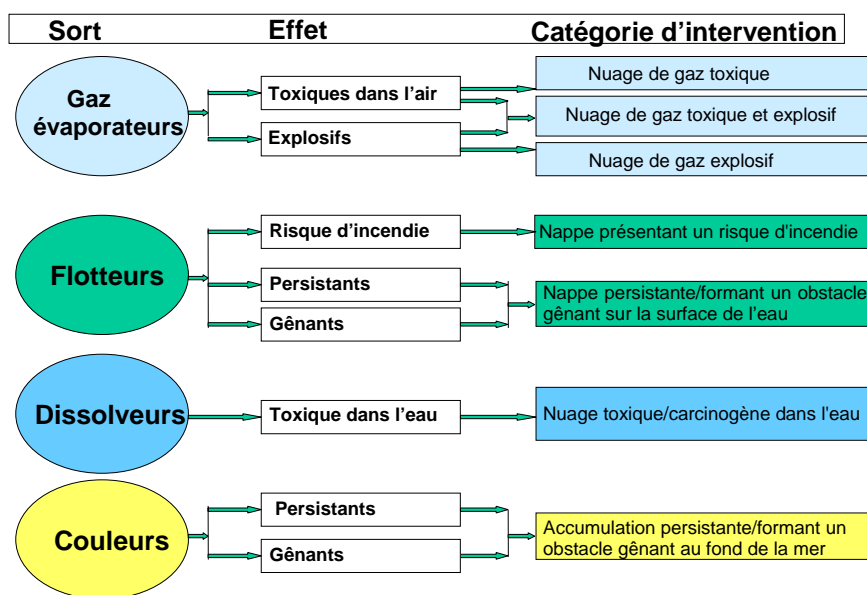 Sort Effet Catégorie d'intervention
Gaz
évaporateurs
Toxiques dans l'air
Explosifs
Nuage de gaz toxique
Nuage de gaz toxique et explosif
Nuage de gaz explosif
Flotteurs
Risque d'incendie
Persistants
Gênants
Nappe présentant un risque d'incendie
Nappe persistante/formant un obstacle
gênant sur la surface de l'eau
Dissolveurs
Toxique dans l'eau
Nuage toxique/carcinogène dans l'eau
Couleurs
Persistants
Gênants
Accumulation persistante/formant un
obstacle gênant au fond de la mer